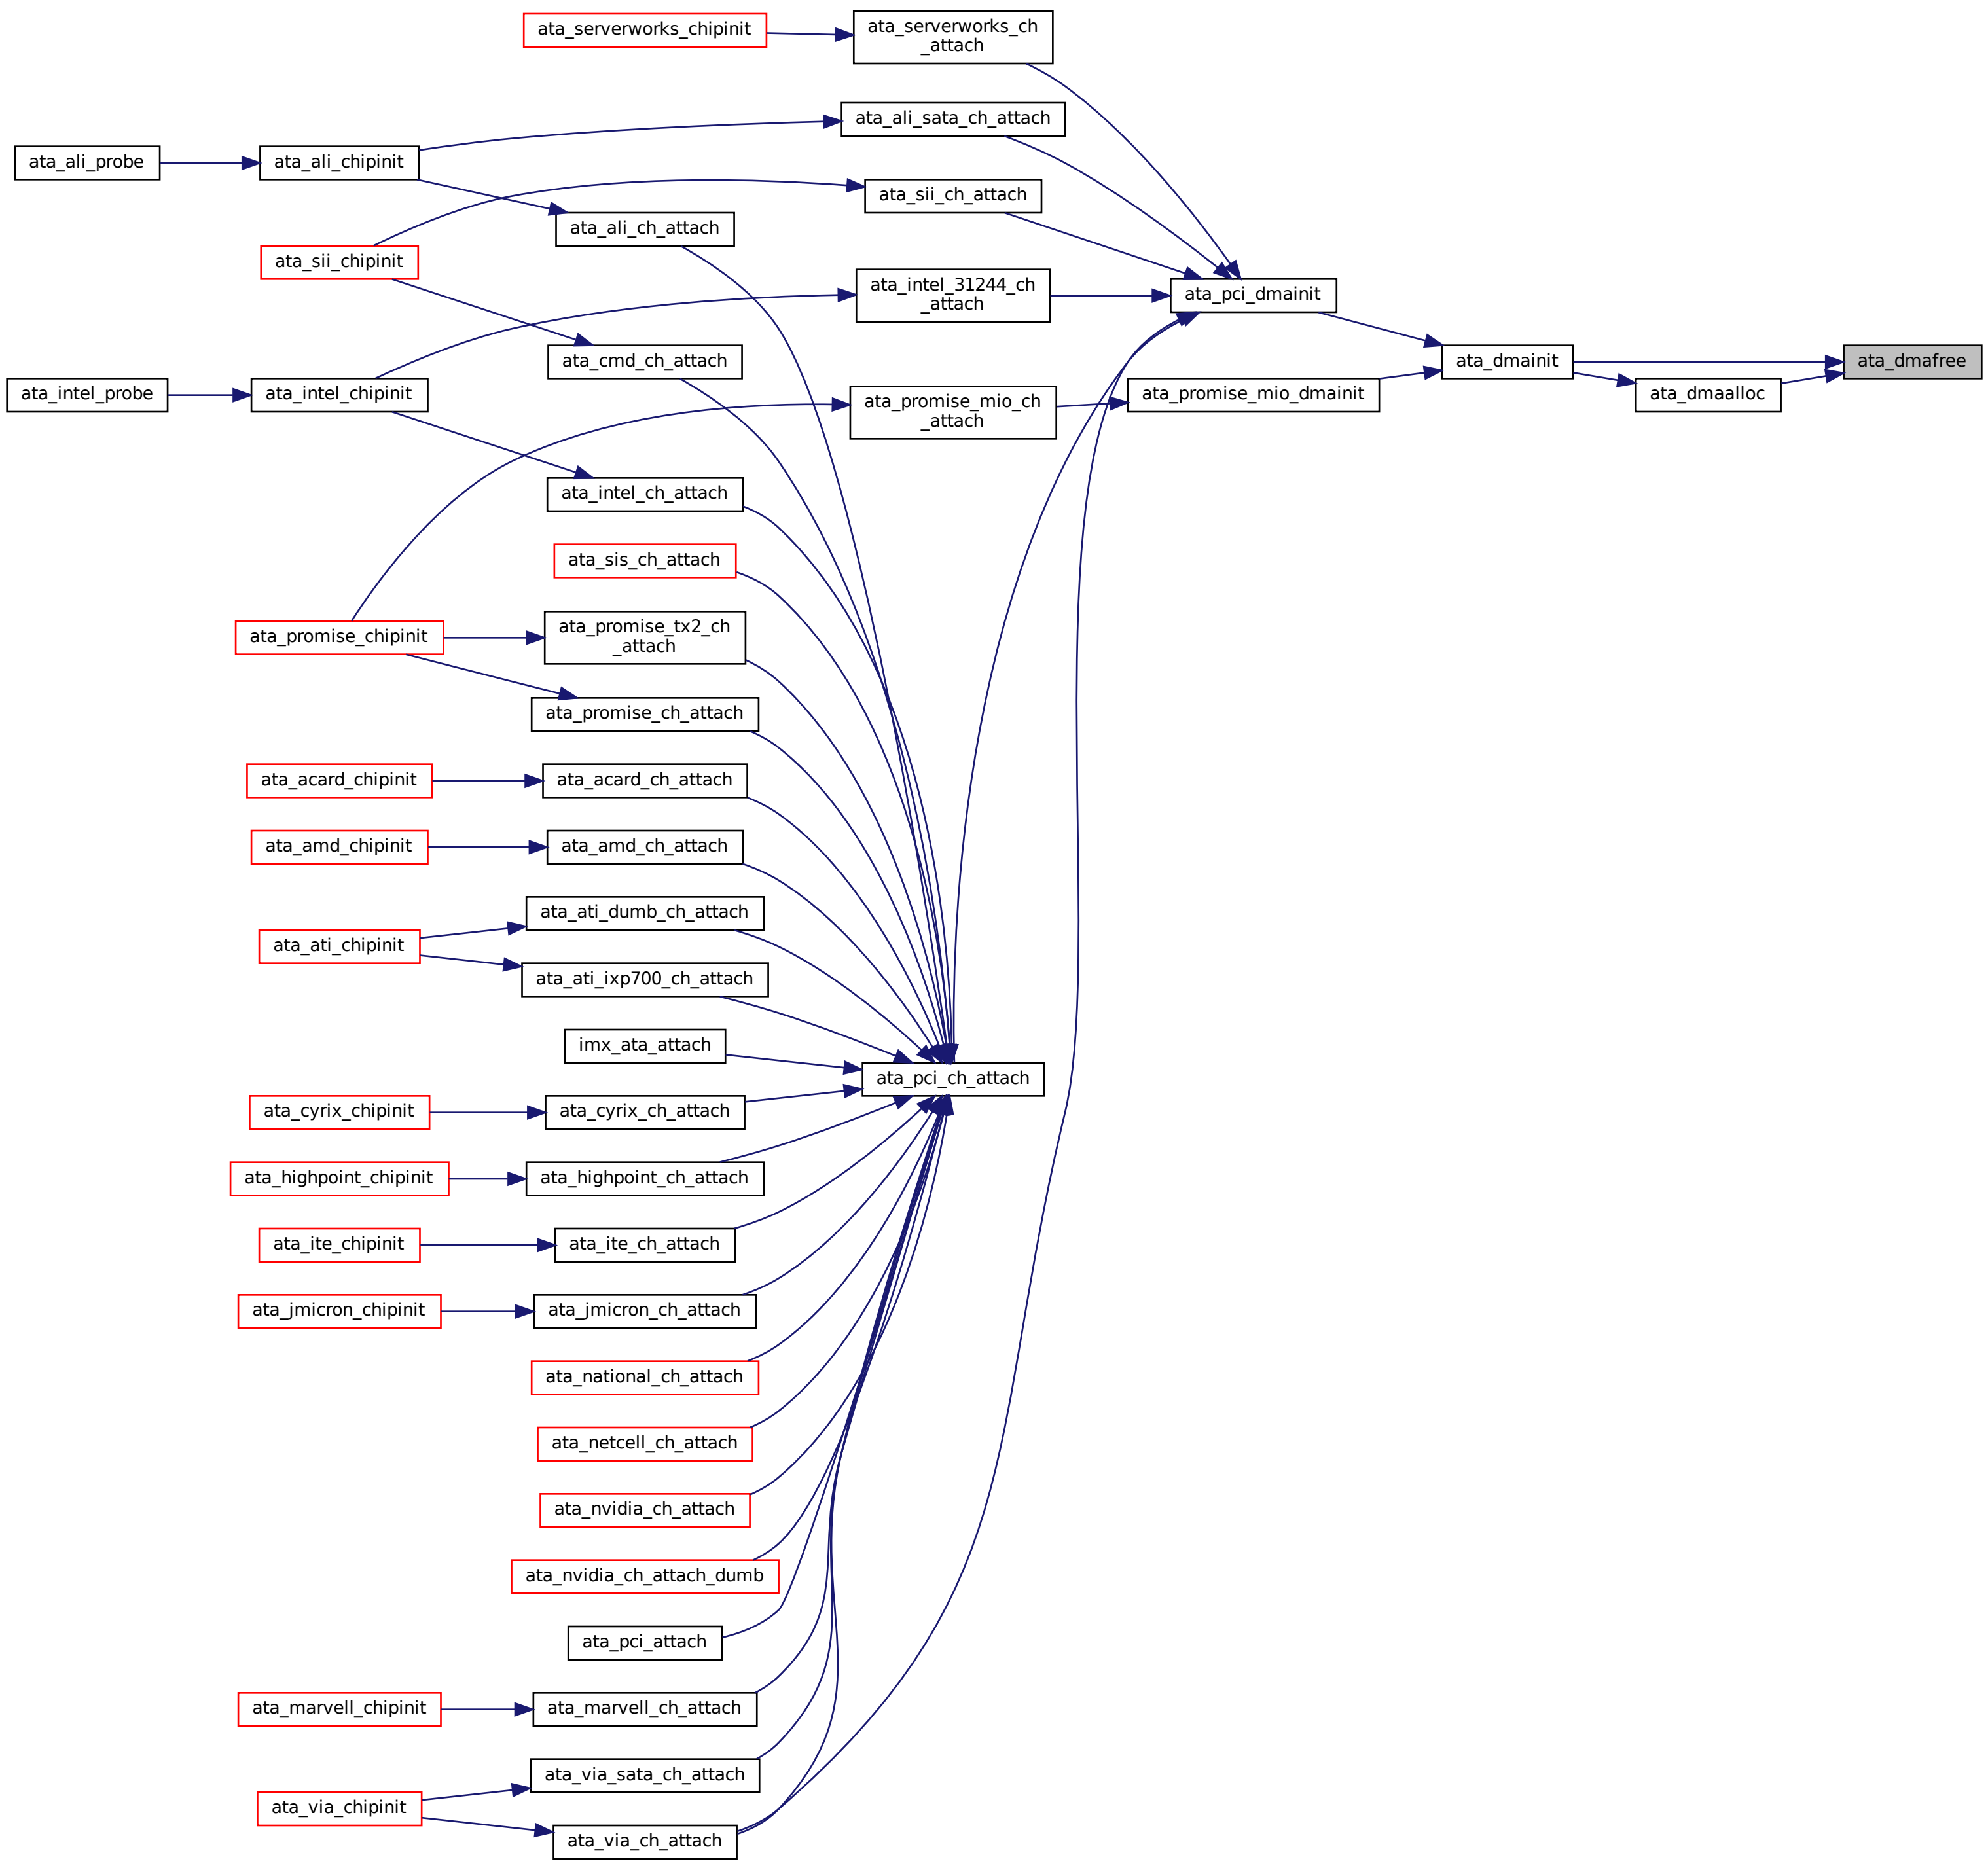 ata_serverworks_chipinit
ata_serverworks_ch
_attach
ata_ali_sata_ch_attach
ata_ali_probe
ata_ali_chipinit
ata_sii_ch_attach
ata_ali_ch_attach
ata_sii_chipinit
ata_intel_31244_ch
_attach
ata_pci_dmainit
ata_cmd_ch_attach
ata_dmainit
ata_dmafree
ata_intel_probe
ata_intel_chipinit
ata_promise_mio_ch
_attach
ata_promise_mio_dmainit
ata_dmaalloc
ata_intel_ch_attach
ata_sis_ch_attach
ata_promise_chipinit
ata_promise_tx2_ch
_attach
ata_promise_ch_attach
ata_acard_chipinit
ata_acard_ch_attach
ata_amd_chipinit
ata_amd_ch_attach
ata_ati_dumb_ch_attach
ata_ati_chipinit
ata_ati_ixp700_ch_attach
imx_ata_attach
ata_pci_ch_attach
ata_cyrix_chipinit
ata_cyrix_ch_attach
ata_highpoint_chipinit
ata_highpoint_ch_attach
ata_ite_chipinit
ata_ite_ch_attach
ata_jmicron_chipinit
ata_jmicron_ch_attach
ata_national_ch_attach
ata_netcell_ch_attach
ata_nvidia_ch_attach
ata_nvidia_ch_attach_dumb
ata_pci_attach
ata_marvell_chipinit
ata_marvell_ch_attach
ata_via_sata_ch_attach
ata_via_chipinit
ata_via_ch_attach